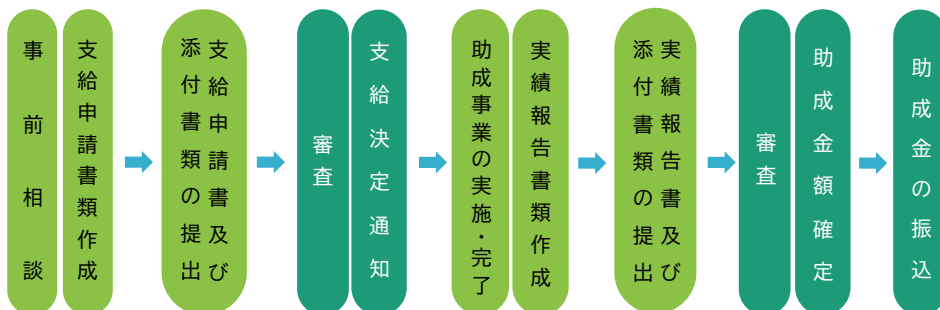 事前相談
支給申請書類作成
支給申請書及び
添付書類の提出
審査
支給決定通知
助成事業の実施・完了
実績報告書類作成
実績報告書及び
添付書類の提出
審査
助成金額確定
助成金の振込